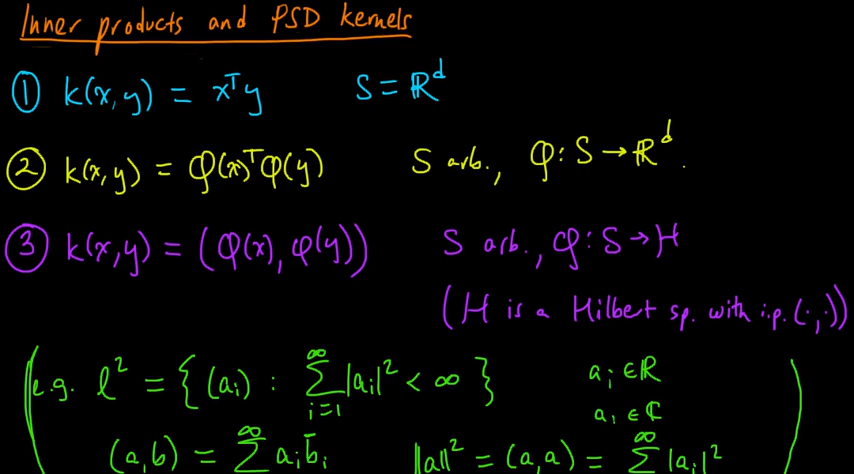 Inner products and PSD kernels
① k(x, y) = xᵀy S = ℝᵈ
② k(x, y) = φ(x)ᵀφ(y) S arb., φ: S → ℝᵈ.
③ k(x, y) = (φ(x), φ(y)) S arb., φ: S → H
(H is a Hilbert sp. with i.p. (·,·))
(e.g. l² = { (aᵢ) : ∑_{i=1}^{∞} |aᵢ|² < ∞ } aᵢ ∈ ℝ
aᵢ ∈ ℂ
(a, b) = ∑^{∞} aᵢb̄ᵢ ‖a‖² = (a, a) = ∑^{∞} |aᵢ|² )